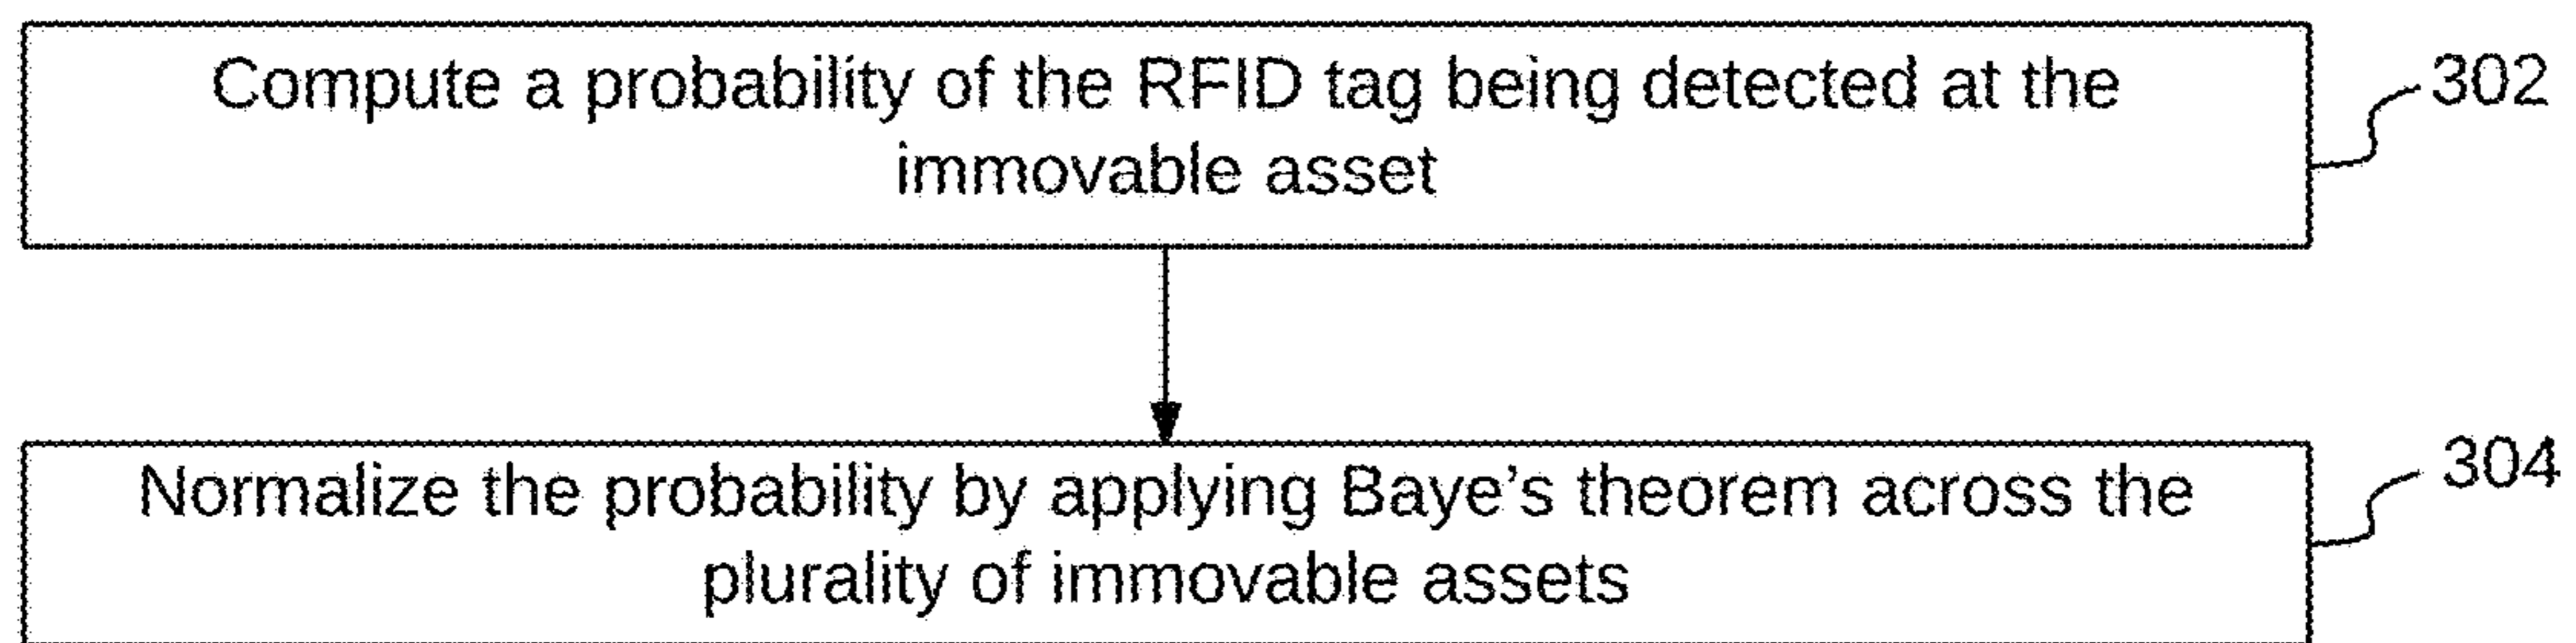 Compute a probability of the RFID tag being detected at the
immovable asset
302
Normalize the probability by applying Baye's theorem across the
plurality of immovable assets
304